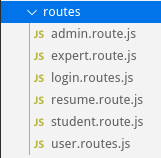 routes
JS admin.route.js
JS expert.route.js
JS login.routes.js
JS resume.route.js
JS student.route.js
JS user.routes.js